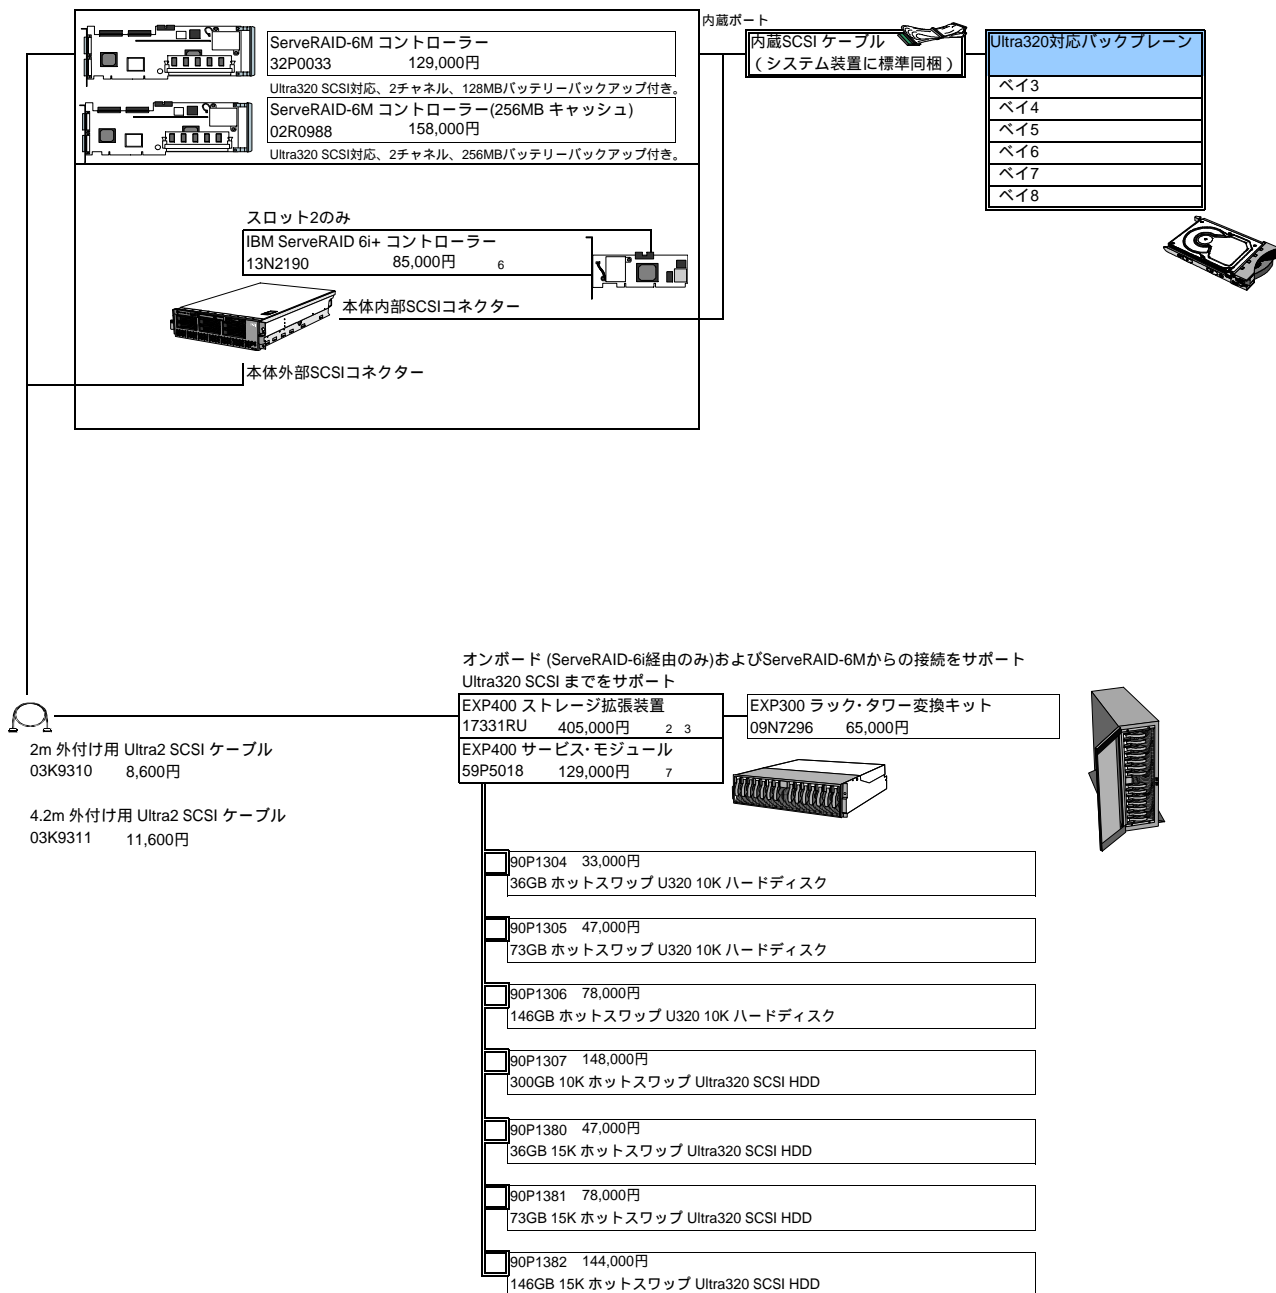 内蔵ポート
ServeRAID-6M コントローラー
32P0033 129,000円
Ultra320 SCSI対応、2チャネル、128MBバッテリーバックアップ付き。
ServeRAID-6M コントローラー(256MB キャッシュ)
02R0988 158,000円
Ultra320 SCSI対応、2チャネル、256MBバッテリーバックアップ付き。
内蔵SCSI ケーブル
(システム装置に標準同梱)
Ultra320対応バックプレーン
ベイ3
ベイ4
ベイ5
ベイ6
ベイ7
ベイ8
スロット2のみ
IBM ServeRAID 6i+ コントローラー
13N2190 85,000円 6
本体内部SCSIコネクター
本体外部SCSIコネクター
オンボード (ServeRAID-6i経由のみ)およびServeRAID-6Mからの接続をサポート
Ultra320 SCSI までをサポート
EXP400 ストレージ拡張装置
17331RU 405,000円 2 3
EXP400 サービス・モジュール
59P5018 129,000円 7
EXP300 ラック・タワー変換キット
09N7296 65,000円
2m 外付け用 Ultra2 SCSI ケーブル
03K9310 8,600円
4.2m 外付け用 Ultra2 SCSI ケーブル
03K9311 11,600円
90P1304 33,000円
36GB ホットスワップ U320 10K ハードディスク
90P1305 47,000円
73GB ホットスワップ U320 10K ハードディスク
90P1306 78,000円
146GB ホットスワップ U320 10K ハードディスク
90P1307 148,000円
300GB 10K ホットスワップ Ultra320 SCSI HDD
90P1380 47,000円
36GB 15K ホットスワップ Ultra320 SCSI HDD
90P1381 78,000円
73GB 15K ホットスワップ Ultra320 SCSI HDD
90P1382 144,000円
146GB 15K ホットスワップ Ultra320 SCSI HDD